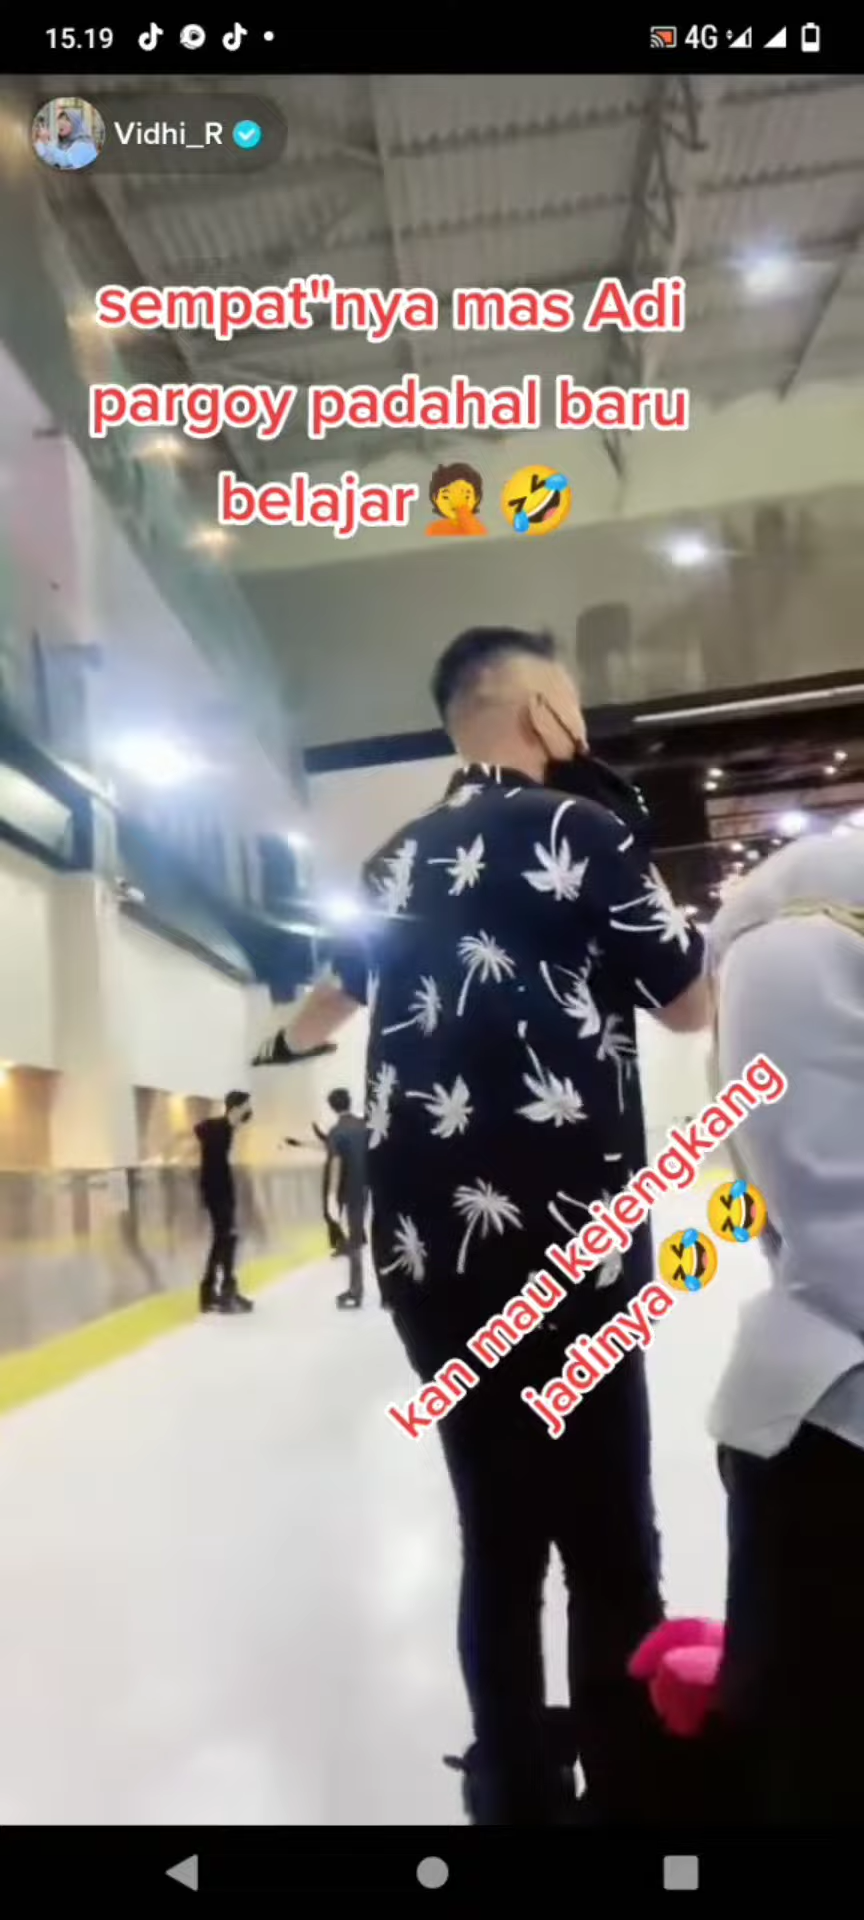 15.19
4G
Vidhi_R
sempat"nya mas Adi
pargoy padahal baru
belajar🤦🤣
kan mau kejengkang
jadinya🤣🤣